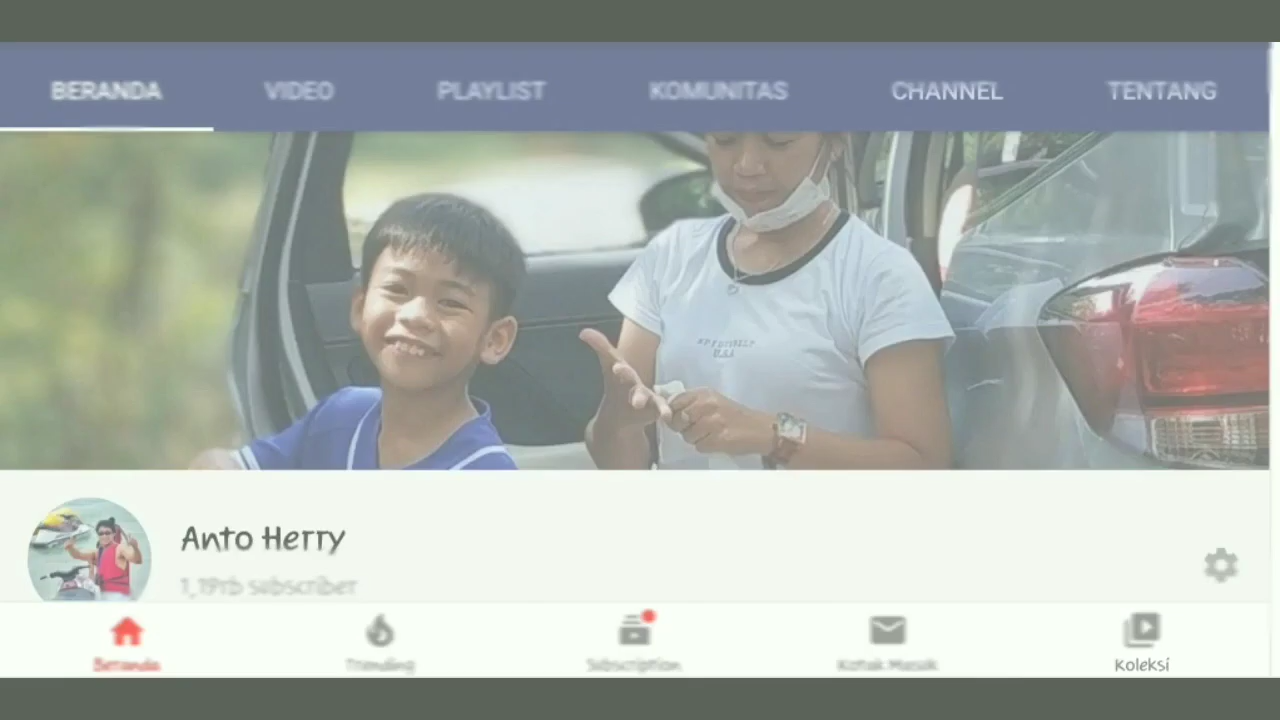 BERANDA VIDEO PLAYLIST KOMUNITAS CHANNEL TENTANG
U.S.A
Anto Herry
1,19rb subscriber
Beranda Trending Subscription Kotak Masuk Koleksi